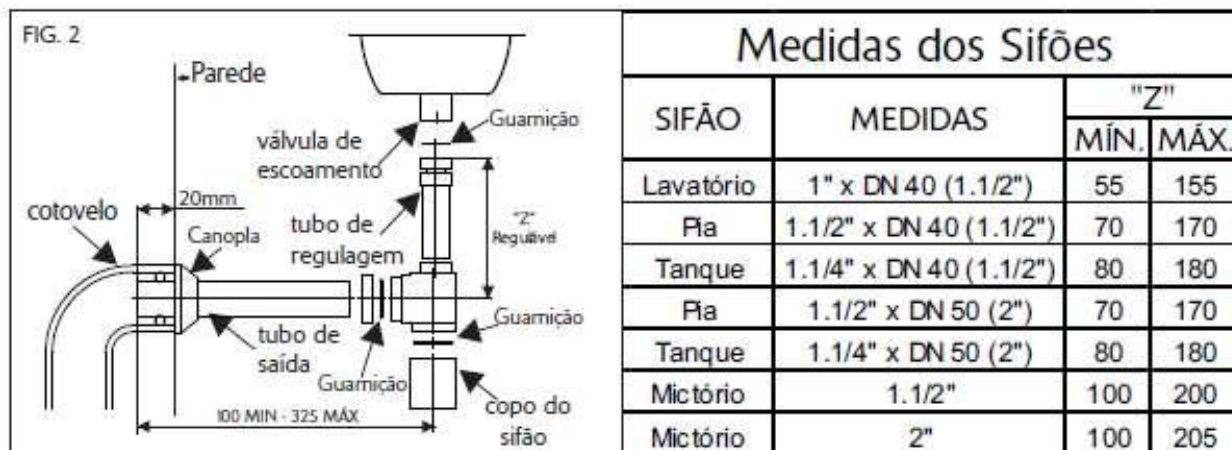 FIG. 2
Parede
Guarnição
válvula de
escoamento
20mm
cotovelo
Canopla
tubo de
regulagem
"Z"
Regulável
Guarnição
tubo de
saída
Guarnição
copo do
sifão
100 MIN - 325 MÁX
Medidas dos Sifões
SIFÃO MEDIDAS "Z"
MÍN. MÁX.
Lavatório 1" x DN 40 (1.1/2") 55 155
Pia 1.1/2" x DN 40 (1.1/2") 70 170
Tanque 1.1/4" x DN 40 (1.1/2") 80 180
Pia 1.1/2" x DN 50 (2") 70 170
Tanque 1.1/4" x DN 50 (2") 80 180
Mictório 1.1/2" 100 200
Mictório 2" 100 205